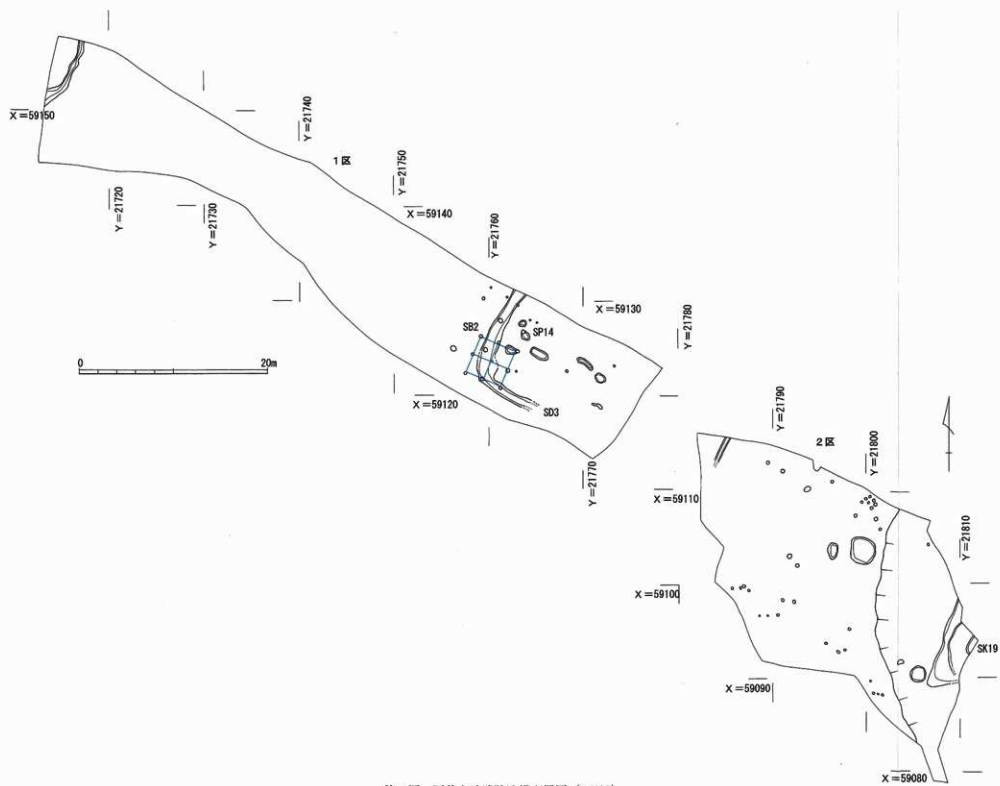 X=59150
Y=21720
Y=21730
Y=21740
1区
Y=21750
X=59140
Y=21760
X=59130
Y=21780
SB2
SP14
0
20m
X=59120
SD3
Y=21770
Y=21790
2区
Y=21800
X=59110
Y=21810
X=59100
SK19
X=59090
X=59080